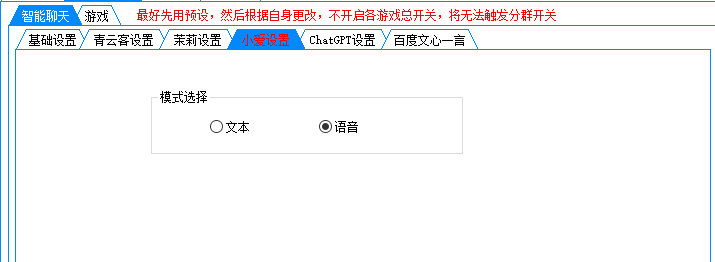 智能聊天 游戏 最好先用预设，然后根据自身更改，不开启各游戏总开关，将无法触发分群开关
基础设置 青云客设置 茉莉设置 小爱设置 ChatGPT设置 百度文心一言
模式选择
文本 语音